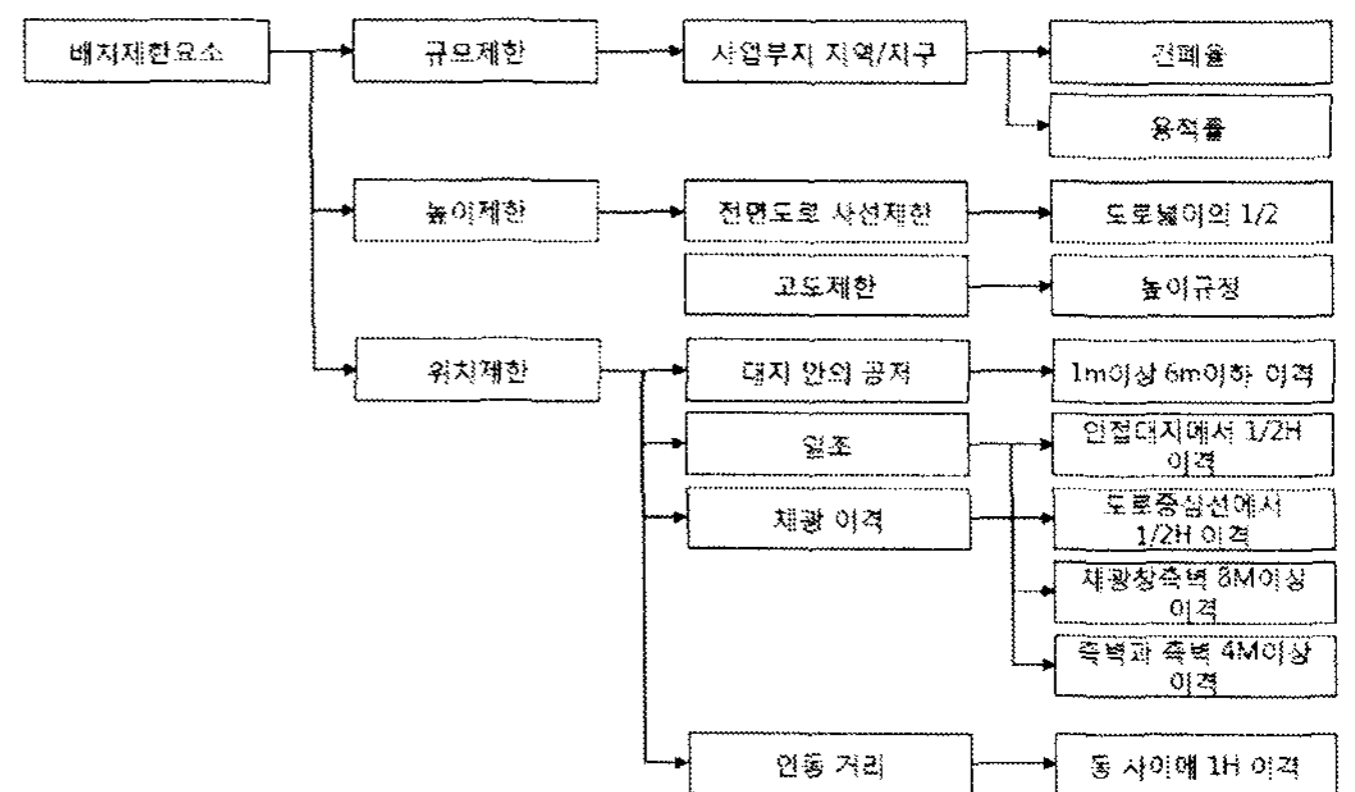 배치제한요소
규모제한
사업부지 지역/지구
건폐율
용적률
높이제한
전면도로 사선제한
도로넓이의 1/2
고도제한
높이규정
위치제한
대지 안의 공지
1m이상 6m이하 이격
일조
인접대지에서 1/2H
이격
채광 이격
도로중심선에서
1/2H 이격
채광창측벽 8M이상
이격
측벽과 측벽 4M이상
이격
인동 거리
동 사이에 1H 이격